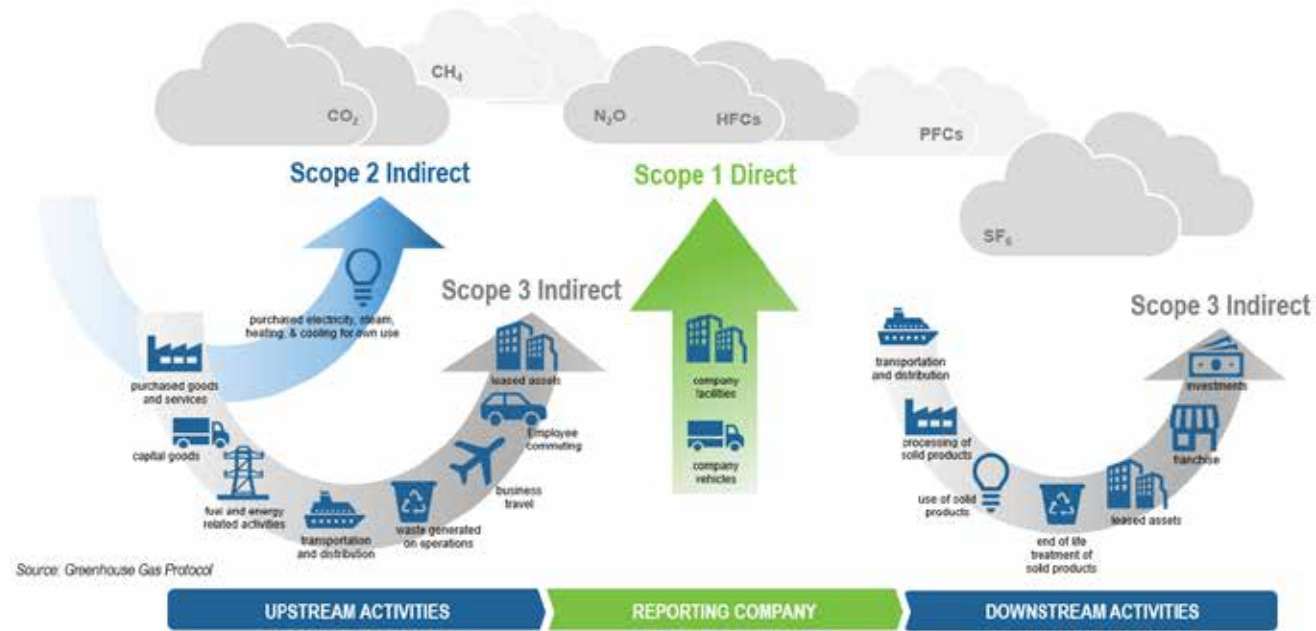 CH₄
CO₂
N₂O
HFCs
PFCs
SF₆
Scope 2 Indirect
Scope 1 Direct
Scope 3 Indirect
Scope 3 Indirect
purchased electricity, steam,
heating, & cooling for own use
purchased goods
and services
capital goods
fuel and energy
related activities
transportation
and distribution
waste generated
on operations
business
travel
Employee
commuting
leased assets
company
facilities
company
vehicles
transportation
and distribution
processing of
solid products
use of solid
products
end of life
treatment of
solid products
leased assets
franchise
investments
Source: Greenhouse Gas Protocol
UPSTREAM ACTIVITIES
REPORTING COMPANY
DOWNSTREAM ACTIVITIES